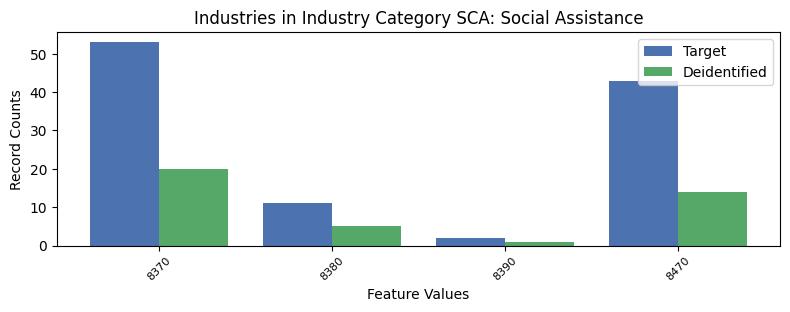 Industries in Industry Category SCA: Social Assistance
Target
Deidentified
Record Counts
50
40
30
20
10
0
8370
8380
8390
8470
Feature Values